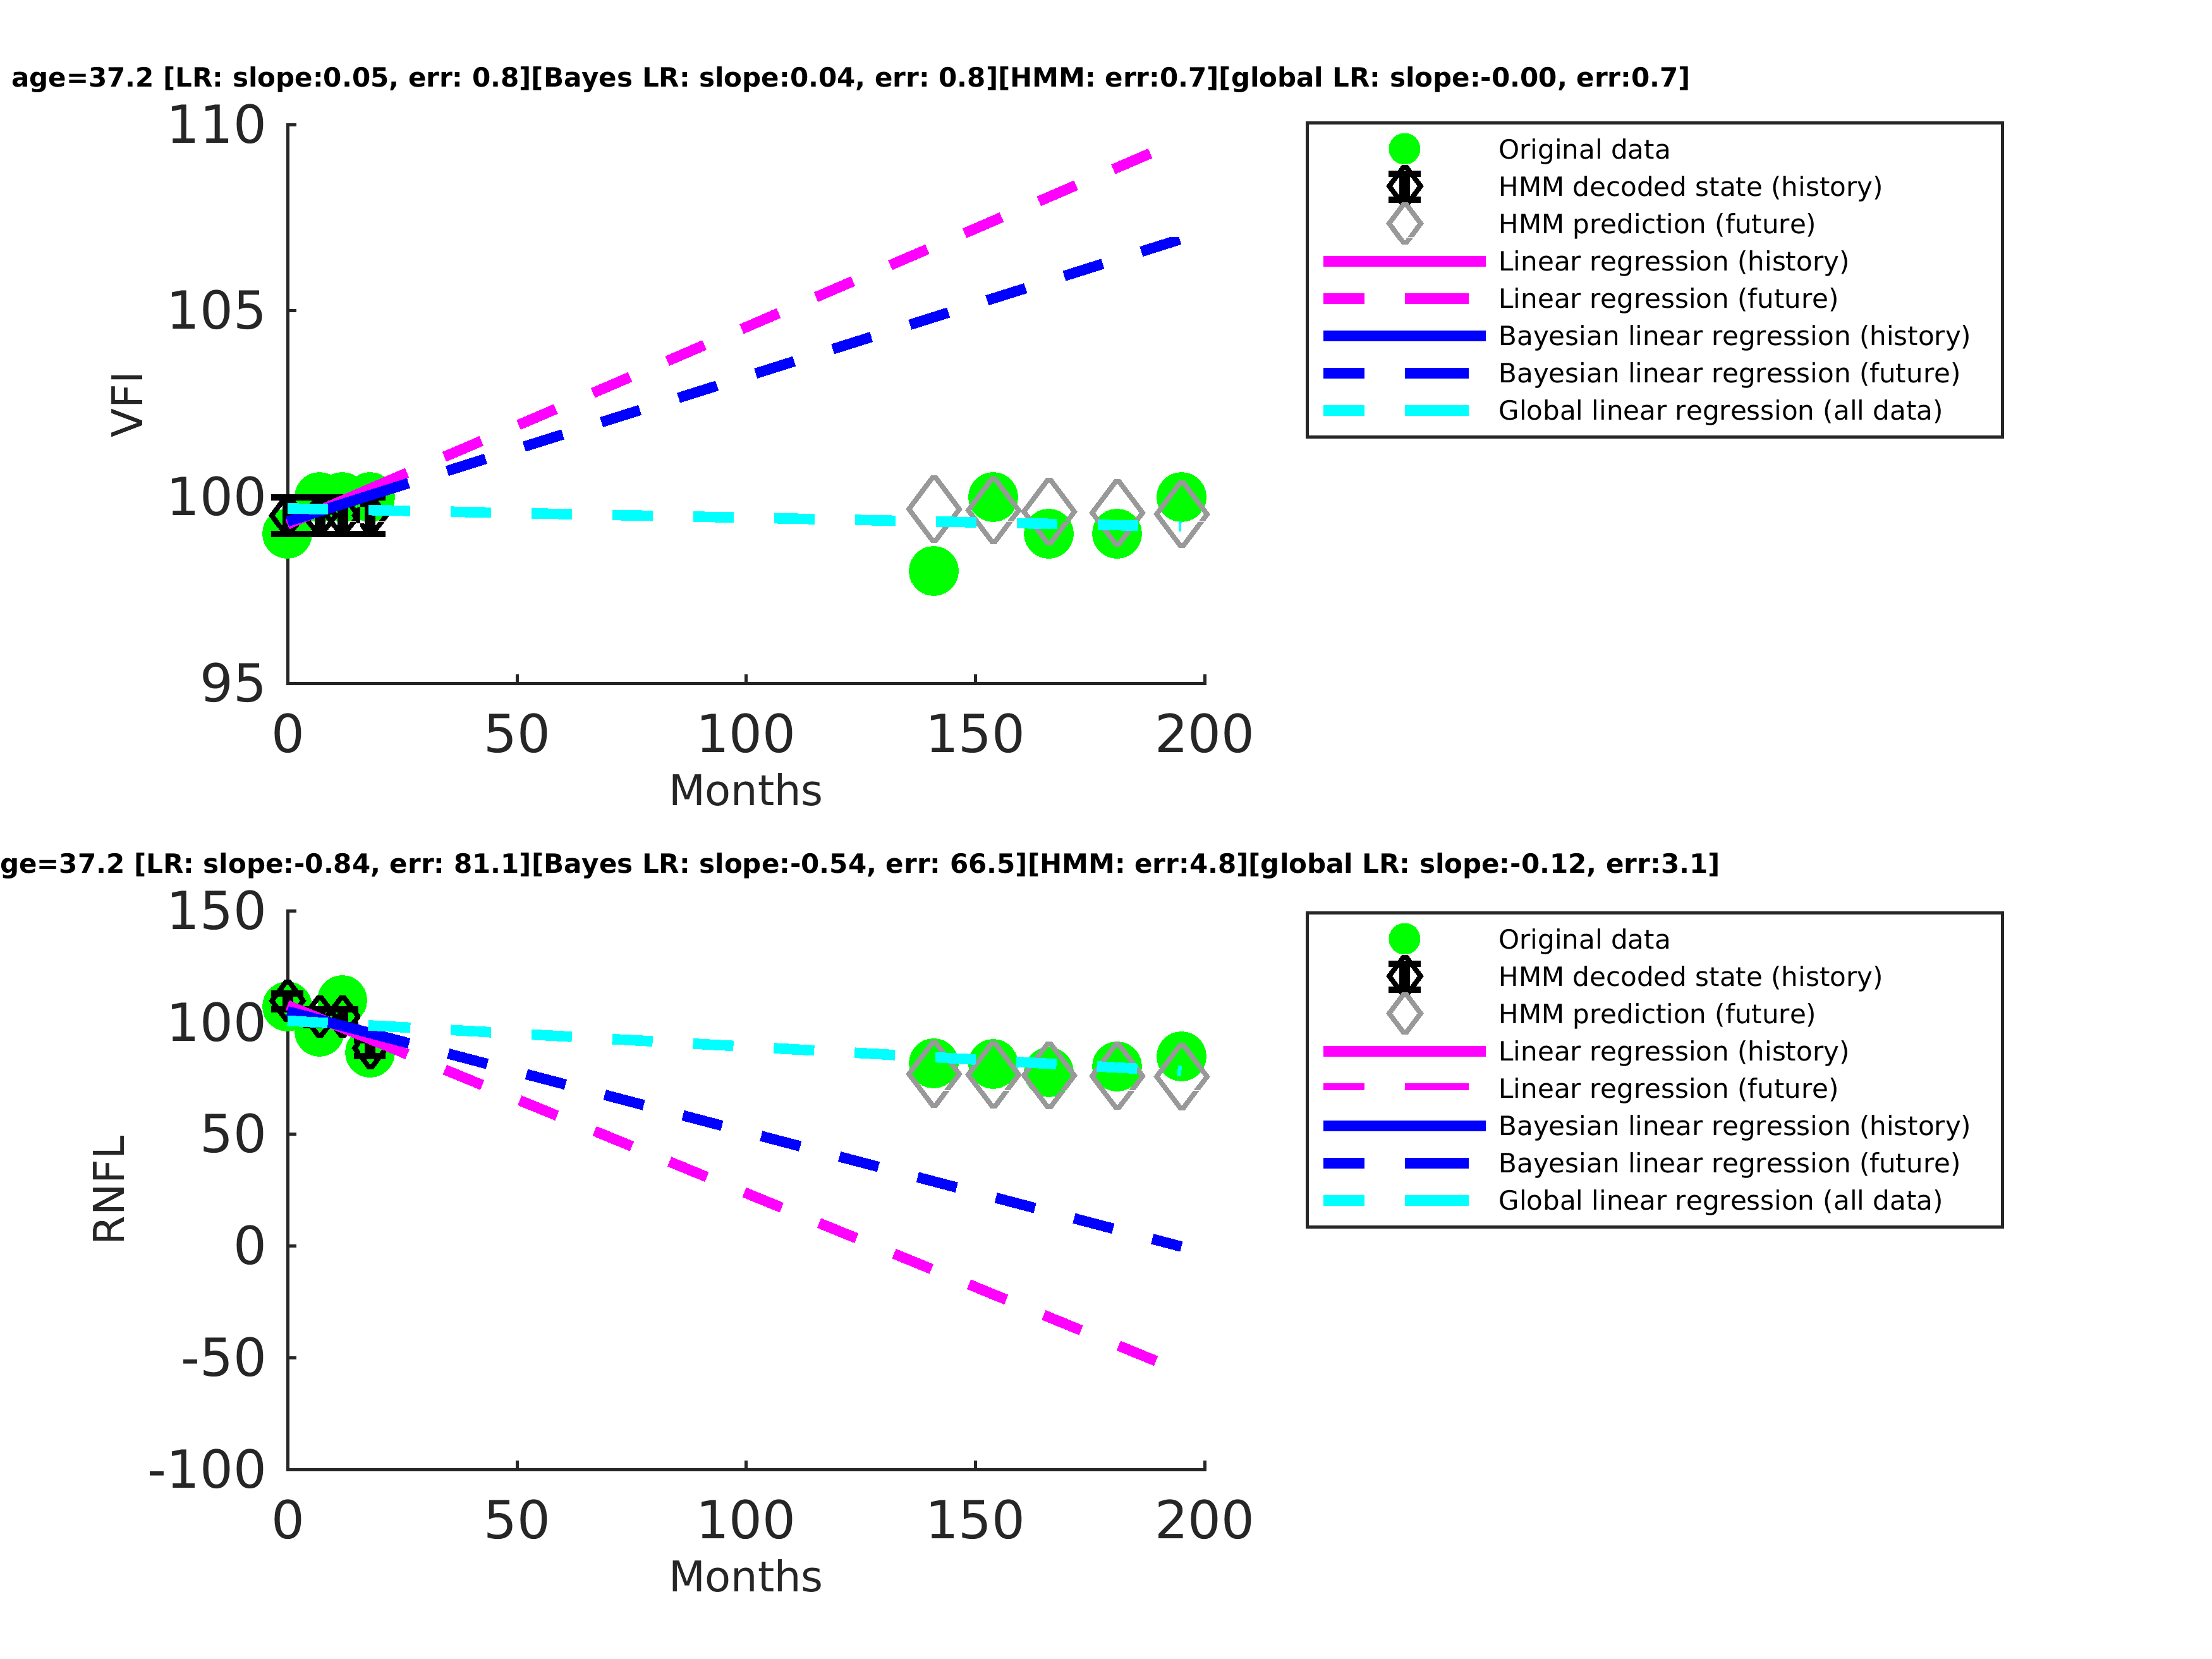 age=37.2 [LR: slope:0.05, err: 0.8][Bayes LR: slope:0.04, err: 0.8][HMM: err:0.7][global LR: slope:-0.00, err:0.7]
110
105
100
95
VFI
0 50 100 150 200
Months
Original data
HMM decoded state (history)
HMM prediction (future)
Linear regression (history)
Linear regression (future)
Bayesian linear regression (history)
Bayesian linear regression (future)
Global linear regression (all data)
ge=37.2 [LR: slope:-0.84, err: 81.1][Bayes LR: slope:-0.54, err: 66.5][HMM: err:4.8][global LR: slope:-0.12, err:3.1]
150
100
50
0
-50
-100
RNFL
0 50 100 150 200
Months
Original data
HMM decoded state (history)
HMM prediction (future)
Linear regression (history)
Linear regression (future)
Bayesian linear regression (history)
Bayesian linear regression (future)
Global linear regression (all data)